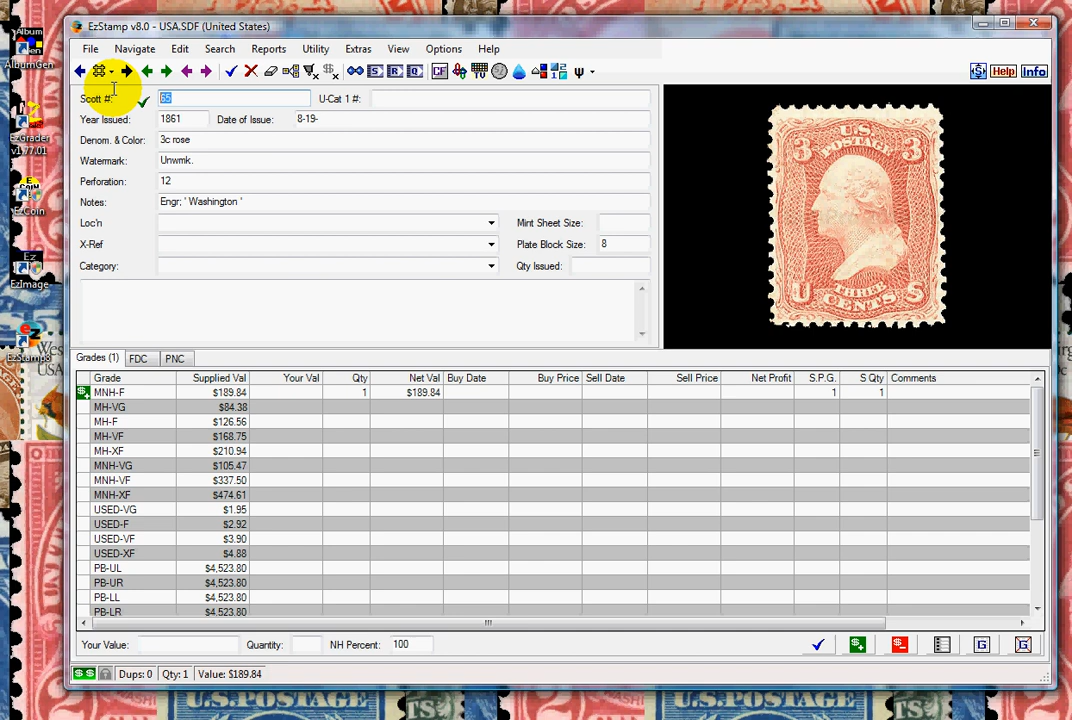 EzStamp v8.0 - USA.SDF (United States)
File Navigate Edit Search Reports Utility Extras View Options Help
Help Info
Scott #: 65 U-Cat 1 #:
Year Issued: 1861 Date of Issue: 8-19-
Denom. & Color: 3c rose
Watermark: Unwmk.
Perforation: 12
Notes: Engr; ' Washington '
Loc'n Mint Sheet Size:
X-Ref Plate Block Size: 8
Category: Qty Issued:
U.S.
POSTAGE
3 3
THREE
U CENTS S
Grades (1) FDC PNC
Grade Supplied Val Your Val Qty Net Val Buy Date Buy Price Sell Date Sell Price Net Profit S.P.G. S Qty Comments
MNH-F $189.84 1 $189.84 1 1
MH-VG $84.38
MH-F $126.56
MH-VF $168.75
MH-XF $210.94
MNH-VG $105.47
MNH-VF $337.50
MNH-XF $474.61
USED-VG $1.95
USED-F $2.92
USED-VF $3.90
USED-XF $4.88
PB-UL $4,523.80
PB-UR $4,523.80
PB-LL $4,523.80
PB-LR $4,523.80
Your Value: Quantity: NH Percent: 100
Dups: 0 Qty: 1 Value: $189.84
Album
AlbumGen
EzGrader
v1.77.01
EzCoin
Ez
EzImage
EzStamp8
U.S. POSTAGE